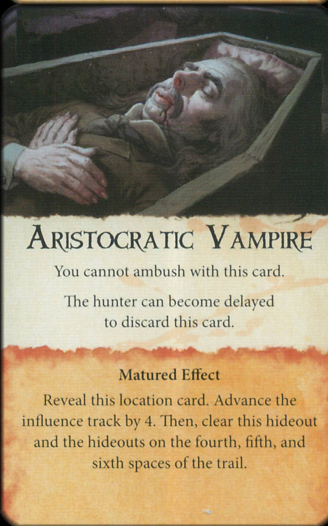 Aristocratic Vampire
You cannot ambush with this card.
The hunter can become delayed
to discard this card.
Matured Effect
Reveal this location card. Advance the
influence track by 4. Then, clear this hideout
and the hideouts on the fourth, fifth, and
sixth spaces of the trail.